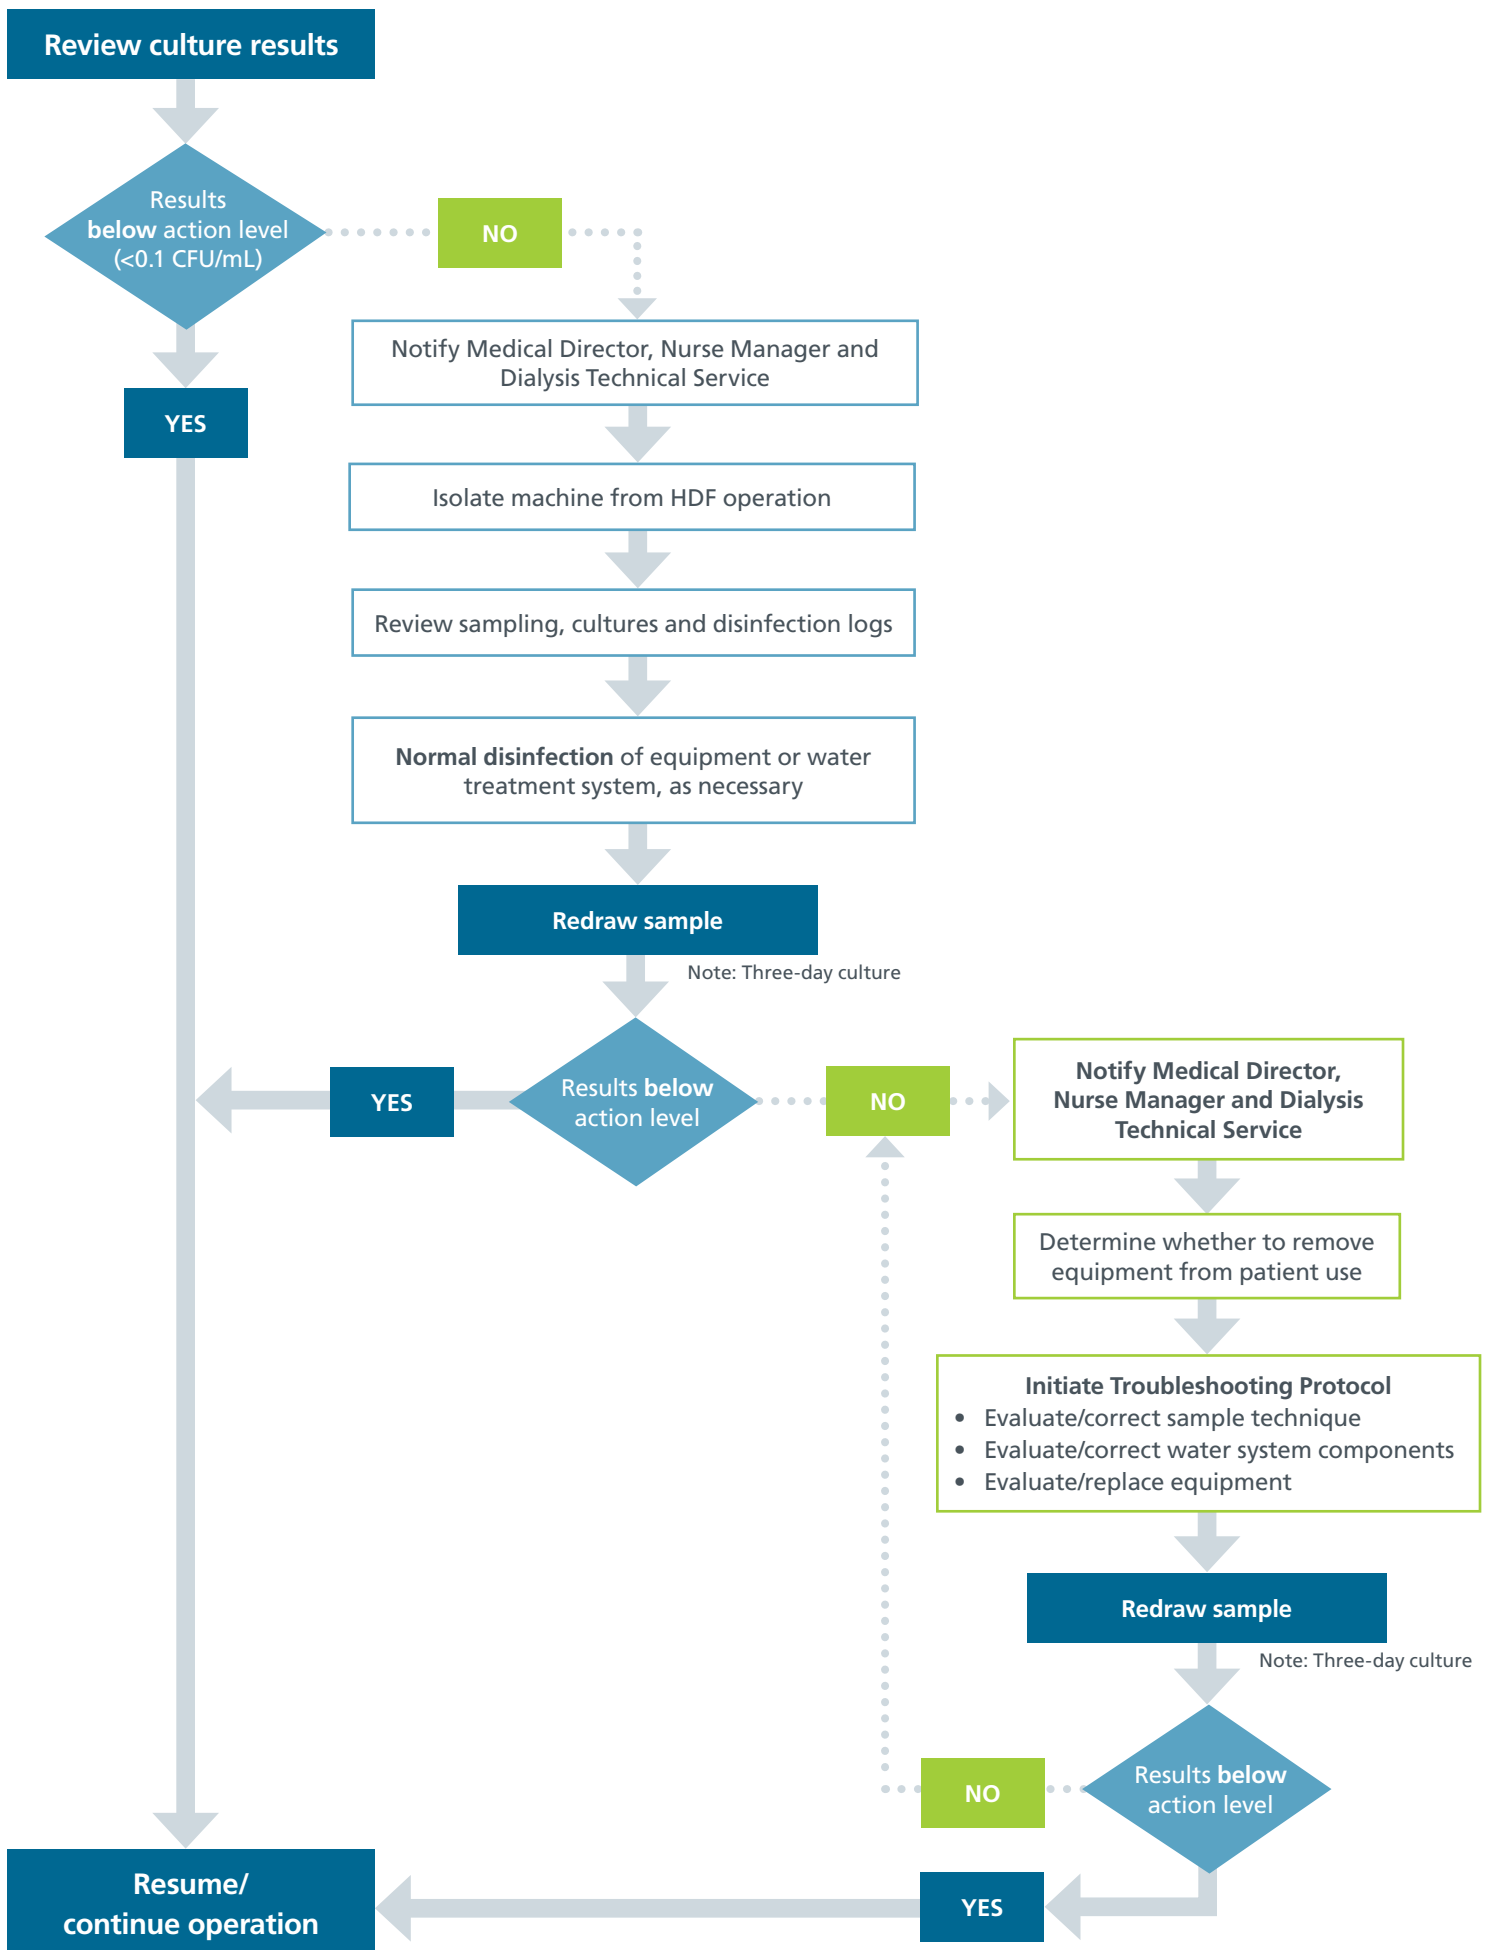 Review culture results
Results
below action level
(<0.1 CFU/mL)
NO
YES
Notify Medical Director, Nurse Manager and
Dialysis Technical Service
Isolate machine from HDF operation
Review sampling, cultures and disinfection logs
Normal disinfection of equipment or water
treatment system, as necessary
Redraw sample
Note: Three-day culture
Results below
action level
YES
NO
Notify Medical Director,
Nurse Manager and Dialysis
Technical Service
Determine whether to remove
equipment from patient use
Initiate Troubleshooting Protocol
• Evaluate/correct sample technique
• Evaluate/correct water system components
• Evaluate/replace equipment
Redraw sample
Note: Three-day culture
Results below
action level
NO
YES
Resume/
continue operation